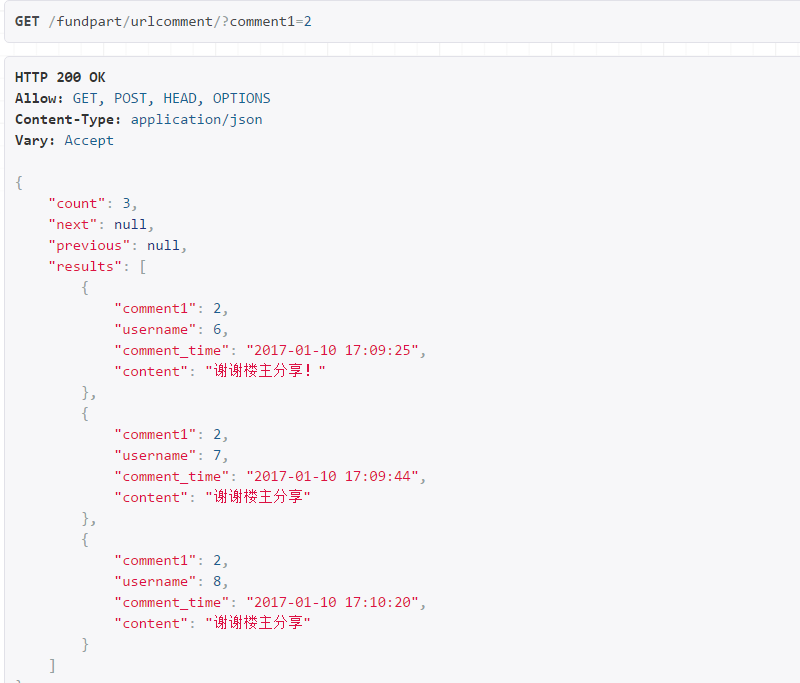 GET /fundpart/urlcomment/?comment1=2
HTTP 200 OK
Allow: GET, POST, HEAD, OPTIONS
Content-Type: application/json
Vary: Accept
{
    "count": 3,
    "next": null,
    "previous": null,
    "results": [
        {
            "comment1": 2,
            "username": 6,
            "comment_time": "2017-01-10 17:09:25",
            "content": "谢谢楼主分享！"
        },
        {
            "comment1": 2,
            "username": 7,
            "comment_time": "2017-01-10 17:09:44",
            "content": "谢谢楼主分享"
        },
        {
            "comment1": 2,
            "username": 8,
            "comment_time": "2017-01-10 17:10:20",
            "content": "谢谢楼主分享"
        }
    ]
}